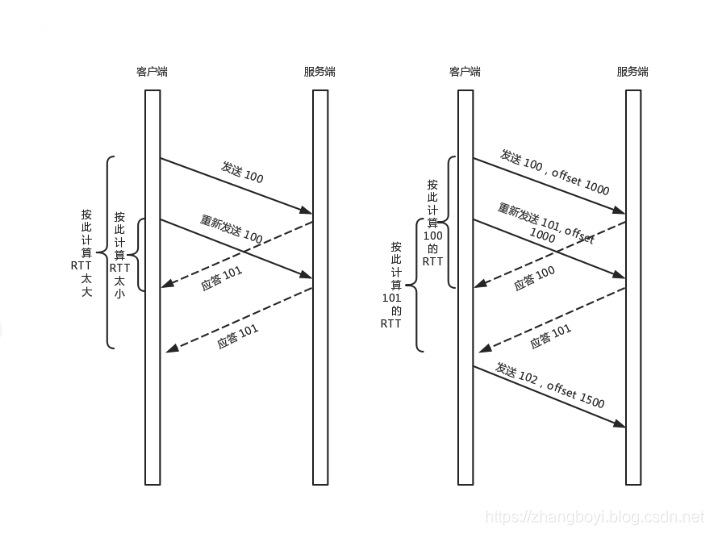 客户端
服务端
发送 100
重新发送 100
应答 101
应答 101
按此计算RTT太大
按此计算RTT太小
客户端
服务端
发送 100 , offset 1000
重新发送 101, offset
1000
应答 100
应答 101
发送 102 , offset 1500
按此计算100的RTT
按此计算101的RTT
https://zhangboyi.blog.csdn.net